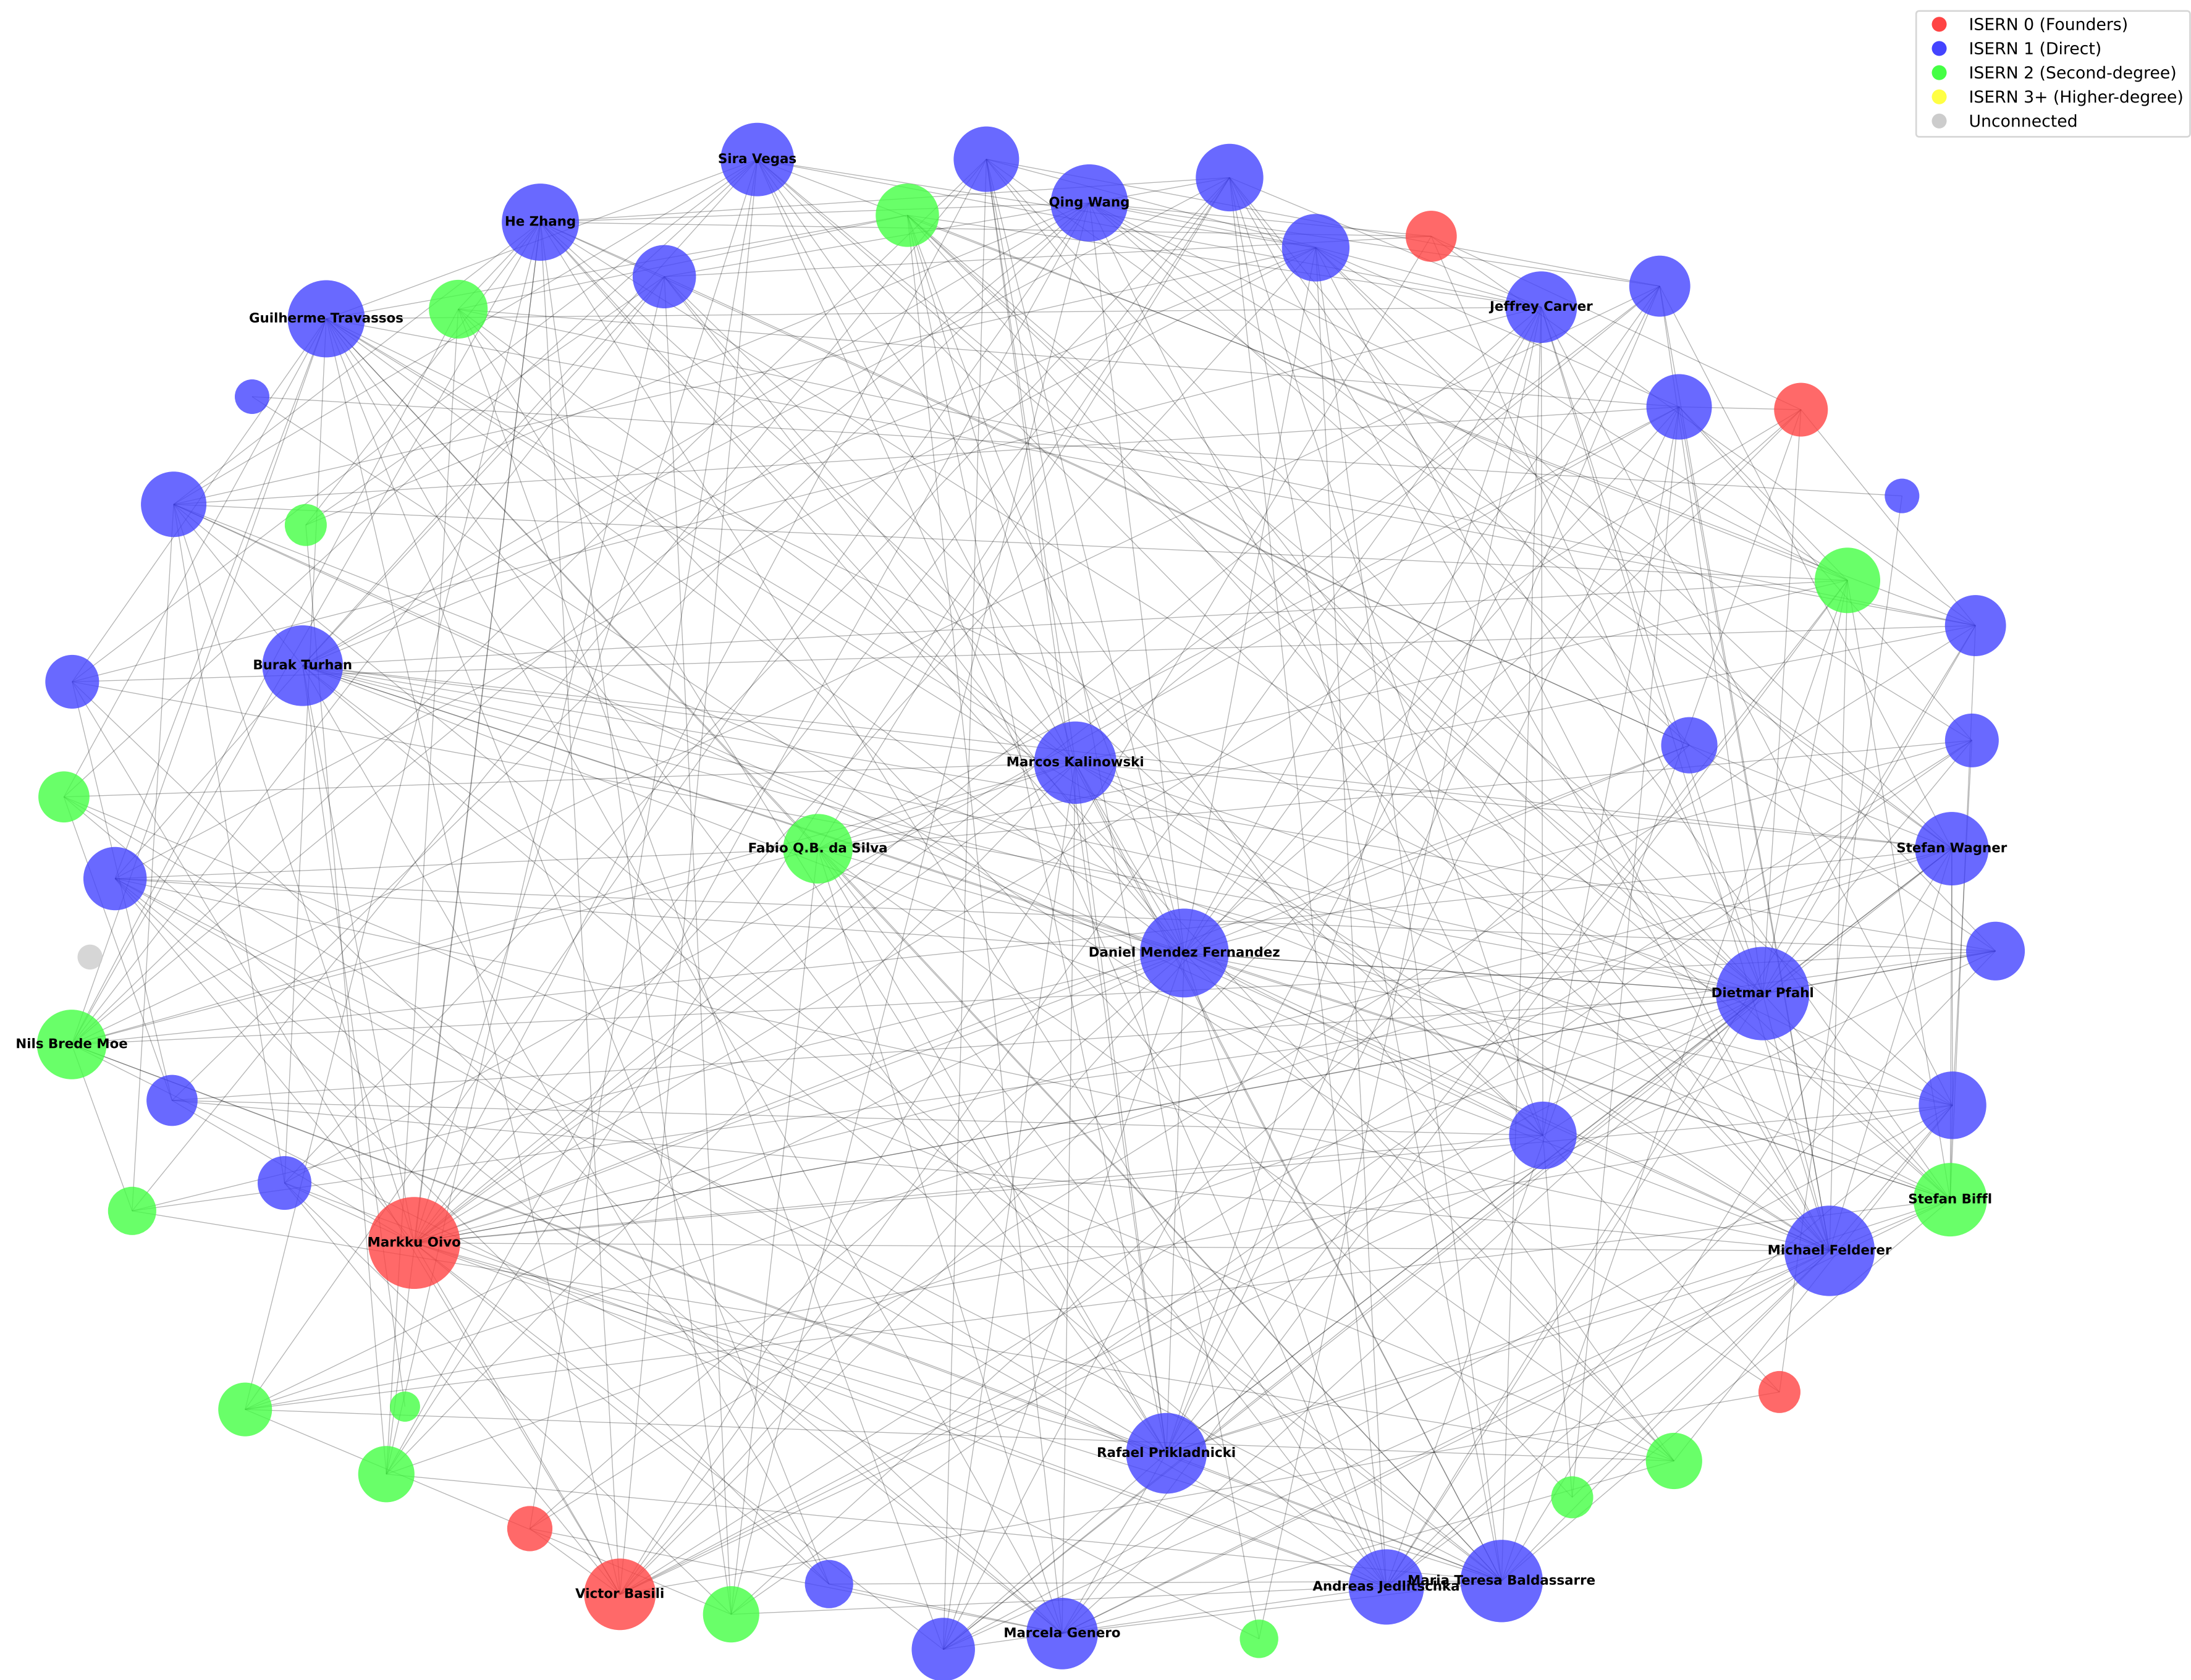 ISERN 0 (Founders)
ISERN 1 (Direct)
ISERN 2 (Second-degree)
ISERN 3+ (Higher-degree)
Unconnected
Sira Vegas
Qing Wang
He Zhang
Jeffrey Carver
Guilherme Travassos
Burak Turhan
Marcos Kalinowski
Fabio Q.B. da Silva
Stefan Wagner
Daniel Mendez Fernandez
Dietmar Pfahl
Nils Brede Moe
Stefan Biffl
Markku Oivo
Michael Felderer
Rafael Prikladnicki
Andreas Jedlitschka
Maria Teresa Baldassarre
Victor Basili
Marcela Genero